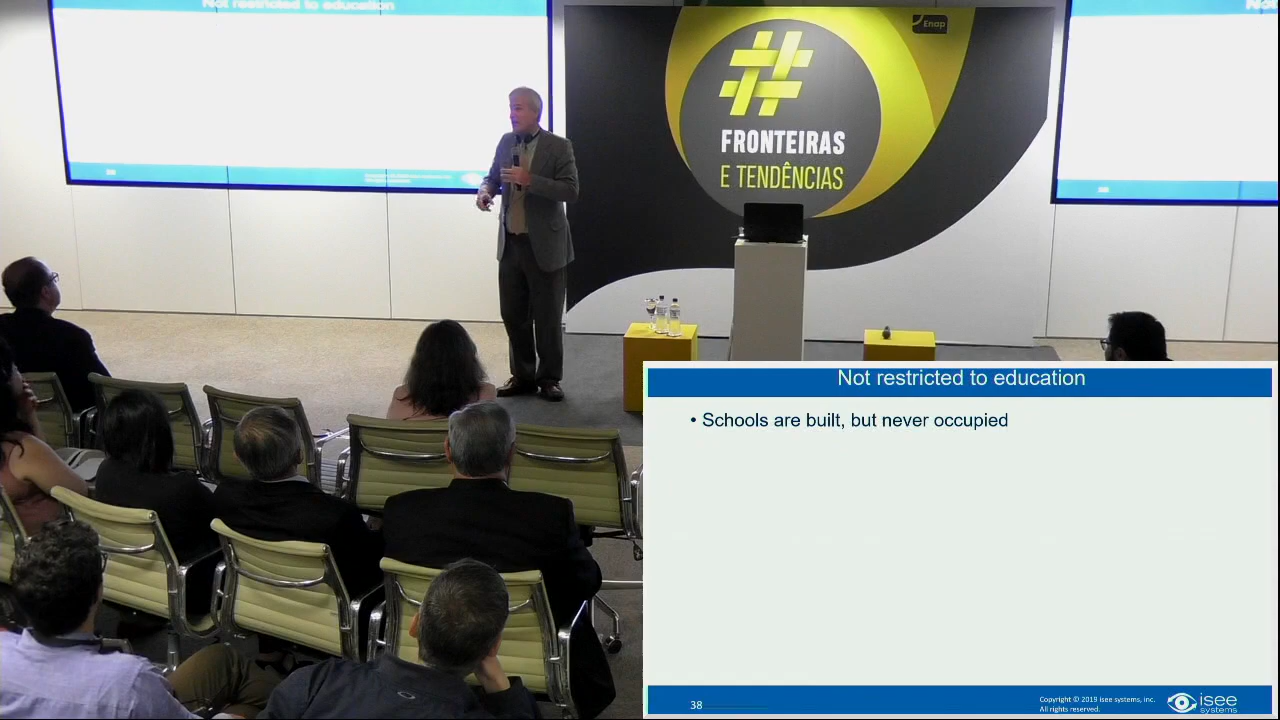 Not restricted to education
Enap
FRONTEIRAS
E TENDÊNCIAS
Not restricted to education
• Schools are built, but never occupied
38
Copyright © 2019 isee systems, inc.
All rights reserved.
isee
systems